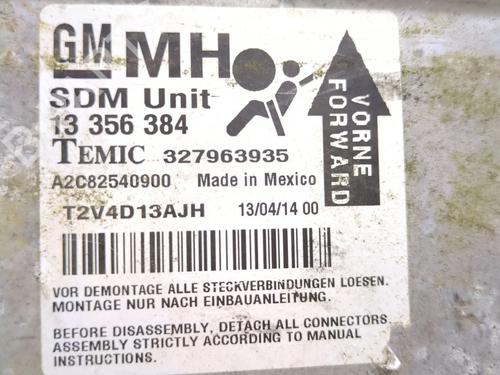 GM MH
SDM Unit
13 356 384
TEMIC 327963935
A2C82540900 Made in Mexico
T2V4D13AJH 13/04/14 00
VORNE
FORWARD
VOR DEMONTAGE ALLE STECKVERBINDUNGEN LOESEN.
MONTAGE NUR NACH EINBAUANLEITUNG.
BEFORE DISASSEMBLY, DETACH ALL CONNECTORS.
ASSEMBLY STRICTLY ACCORDING TO MANUAL
INSTRUCTIONS.